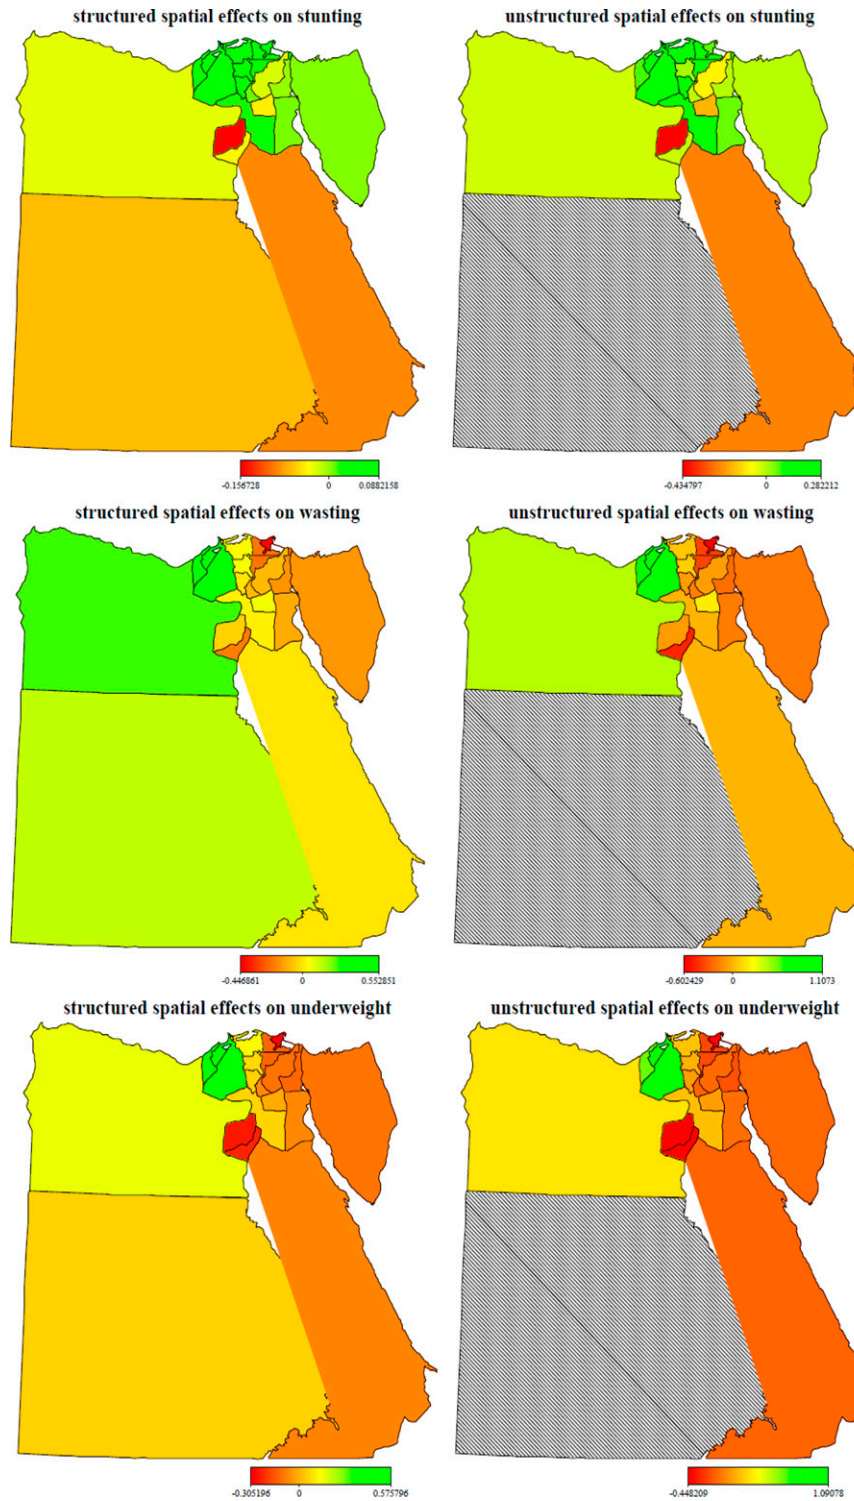 structured spatial effects on stunting
unstructured spatial effects on stunting
-0.156728 0 0.0882158
-0.434797 0 0.282212
structured spatial effects on wasting
unstructured spatial effects on wasting
-0.446861 0 0.552851
-0.602429 0 1.1073
structured spatial effects on underweight
unstructured spatial effects on underweight
-0.305196 0 0.575796
-0.448209 0 1.09078